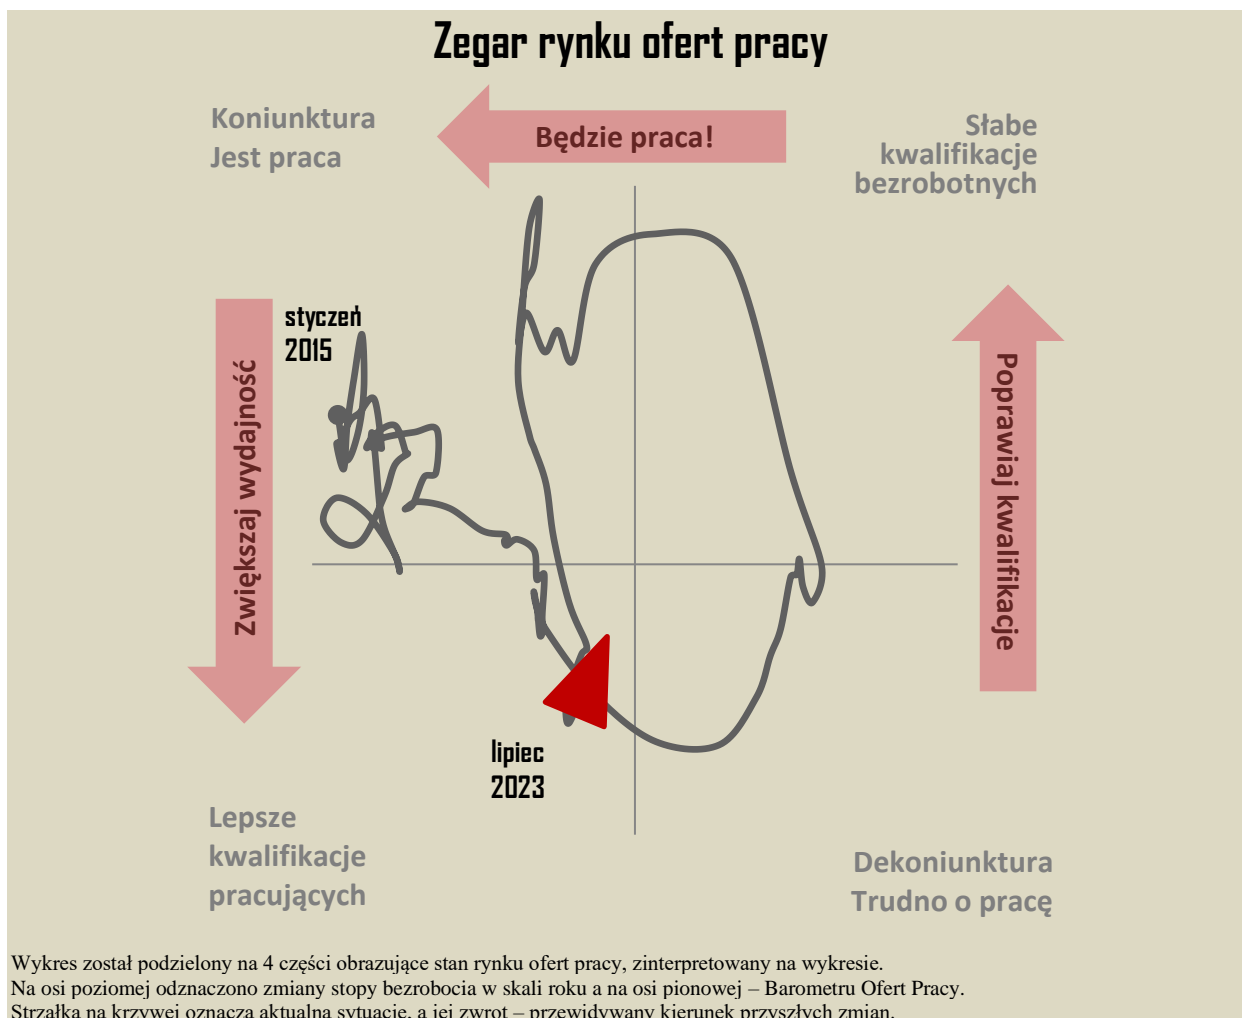 Zegar rynku ofert pracy
Koniunktura
Jest praca
Będzie praca!
Słabe
kwalifikacje
bezrobotnych
styczeń
2015
Zwiększaj wydajność
Poprawiaj kwalifikacje
lipiec
2023
Lepsze
kwalifikacje
pracujących
Dekoniunktura
Trudno o pracę
Wykres został podzielony na 4 części obrazujące stan rynku ofert pracy, zinterpretowany na wykresie.
Na osi poziomej odznaczono zmiany stopy bezrobocia w skali roku a na osi pionowej – Barometru Ofert Pracy.
Strzałka na krzywej oznacza aktualną sytuację, a jej zwrot – przewidywany kierunek przyszłych zmian.